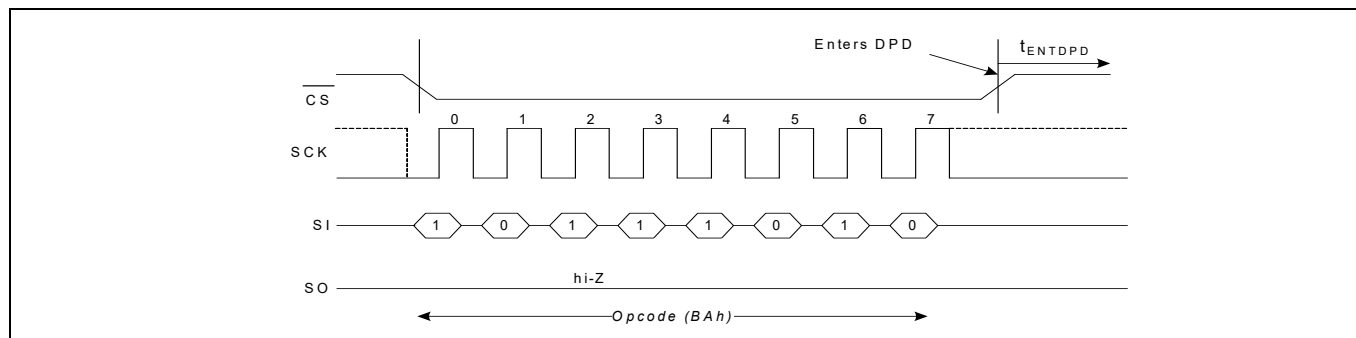 Enters DPD
tENTDPD
CS
0 1 2 3 4 5 6 7
SCK
SI 1 0 1 1 1 0 1 0
hi-Z
SO
Opcode (BAh)